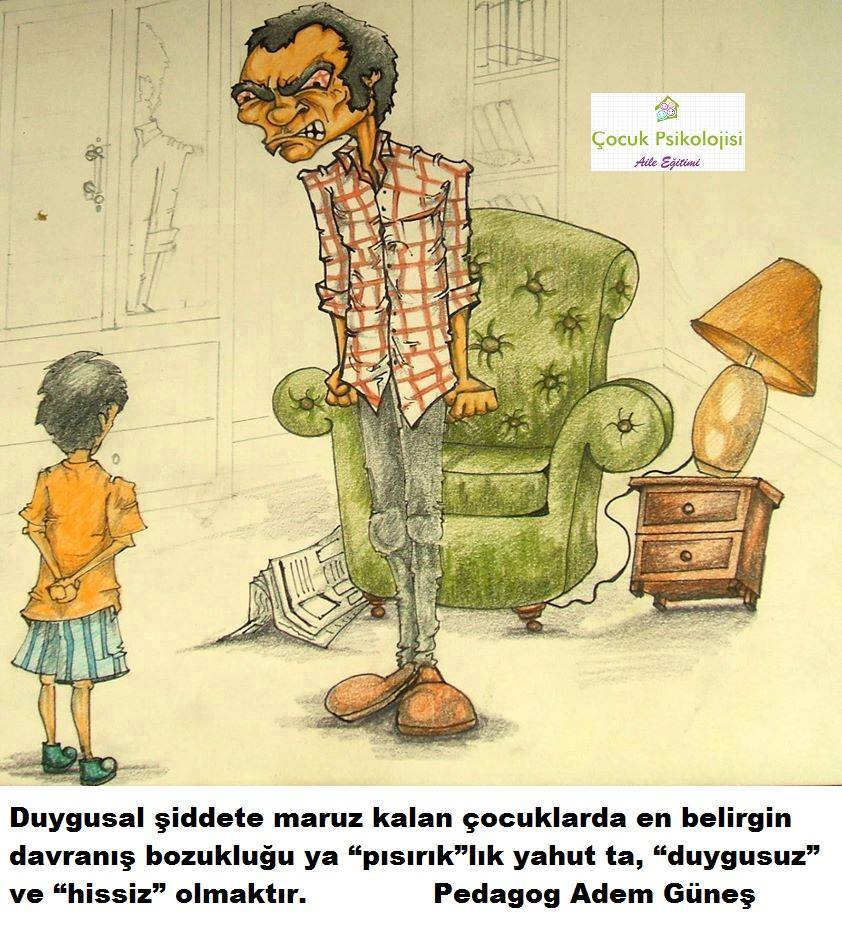 Çocuk Psikolojisi
Aile Eğitimi
Duygusal şiddete maruz kalan çocuklarda en belirgin
davranış bozukluğu ya “pısırık”lık yahut ta, “duygusuz”
ve “hissiz” olmaktır. Pedagog Adem Güneş